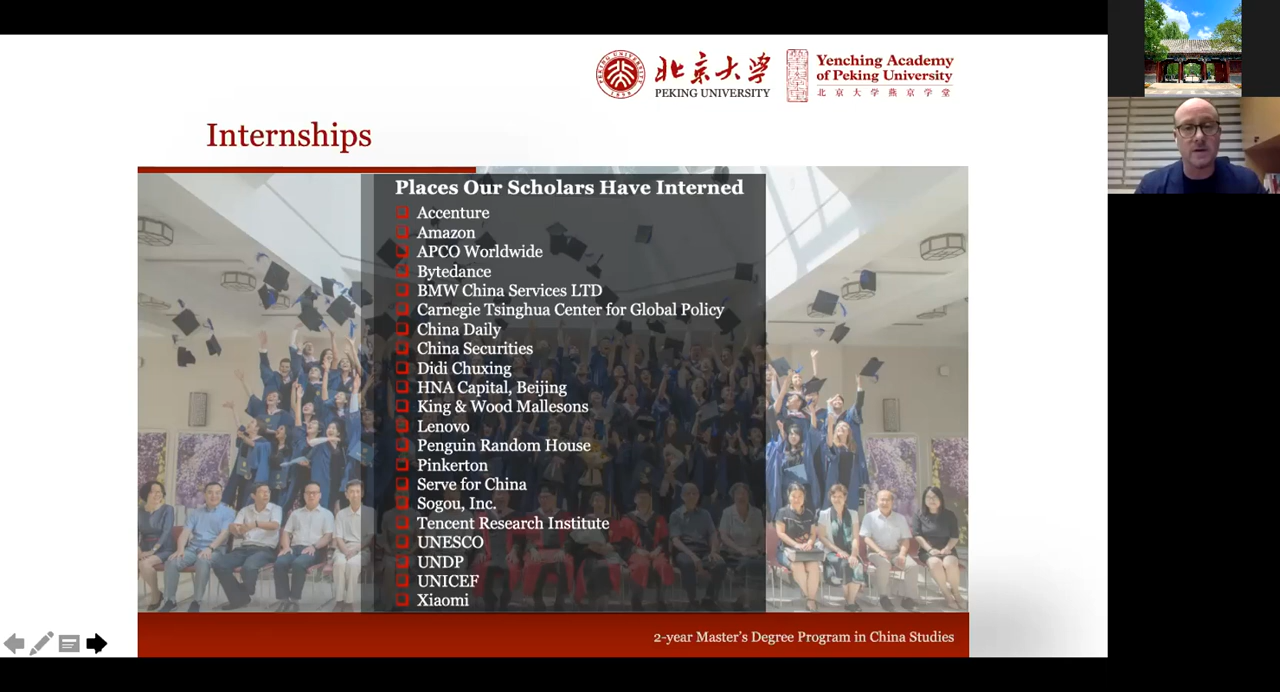 北京大学
PEKING UNIVERSITY
Yenching Academy
of Peking University
北京大学燕京学堂
Internships
Places Our Scholars Have Interned
Accenture
Amazon
APCO Worldwide
Bytedance
BMW China Services LTD
Carnegie Tsinghua Center for Global Policy
China Daily
China Securities
Didi Chuxing
HNA Capital, Beijing
King & Wood Mallesons
Lenovo
Penguin Random House
Pinkerton
Serve for China
Sogou, Inc.
Tencent Research Institute
UNESCO
UNDP
UNICEF
Xiaomi
2-year Master's Degree Program in China Studies